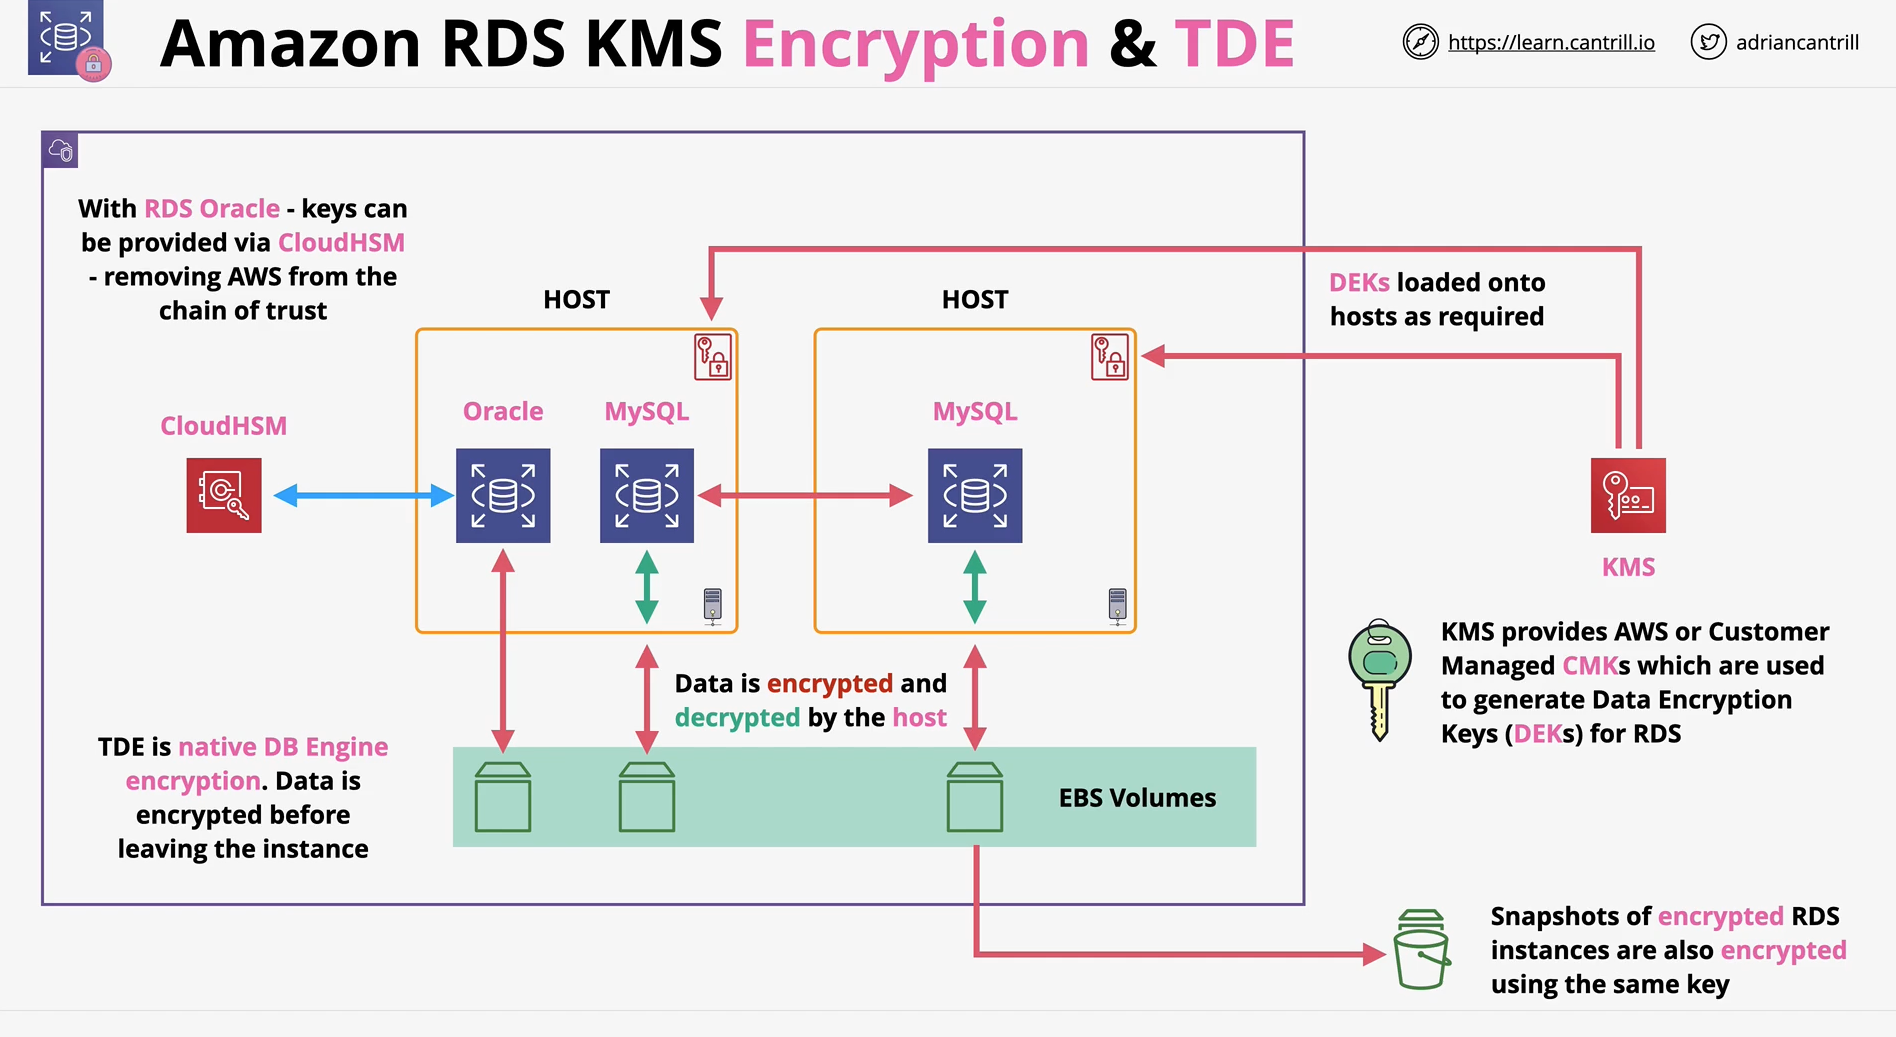 Amazon RDS KMS Encryption & TDE
https://learn.cantrill.io
adriancantrill
With RDS Oracle - keys can
be provided via CloudHSM
- removing AWS from the
chain of trust
HOST
HOST
DEKs loaded onto
hosts as required
CloudHSM
Oracle
MySQL
MySQL
KMS
KMS provides AWS or Customer
Managed CMKs which are used
to generate Data Encryption
Keys (DEKs) for RDS
Data is encrypted and
decrypted by the host
TDE is native DB Engine
encryption. Data is
encrypted before
leaving the instance
EBS Volumes
Snapshots of encrypted RDS
instances are also encrypted
using the same key